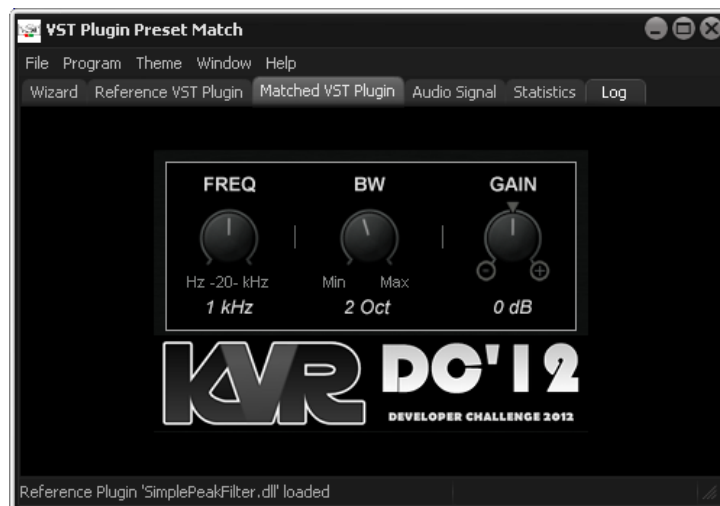 VST Plugin Preset Match
File Program Theme Window Help
Wizard Reference VST Plugin Matched VST Plugin Audio Signal Statistics Log
FREQ BW GAIN
Hz -20- kHz Min Max
1 kHz 2 Oct 0 dB
KVR DC'12
DEVELOPER CHALLENGE 2012
Reference Plugin 'SimplePeakFilter.dll' loaded